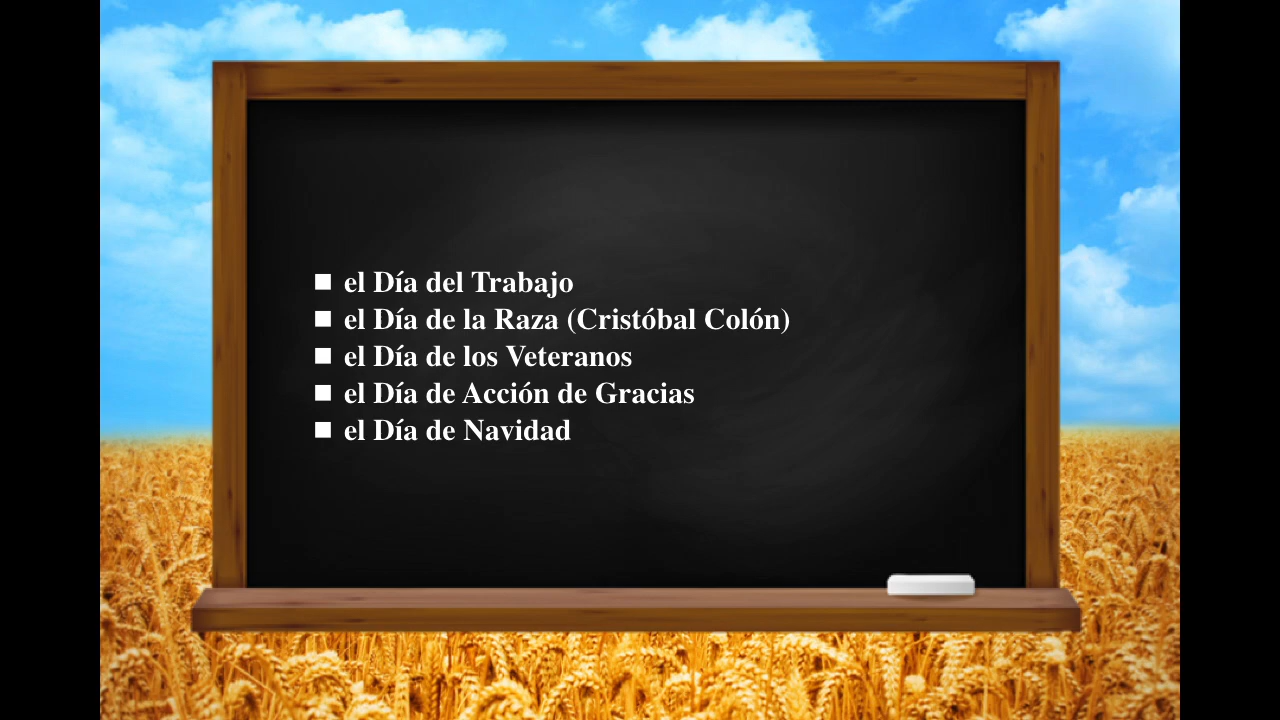 ■ el Día del Trabajo
■ el Día de la Raza (Cristóbal Colón)
■ el Día de los Veteranos
■ el Día de Acción de Gracias
■ el Día de Navidad